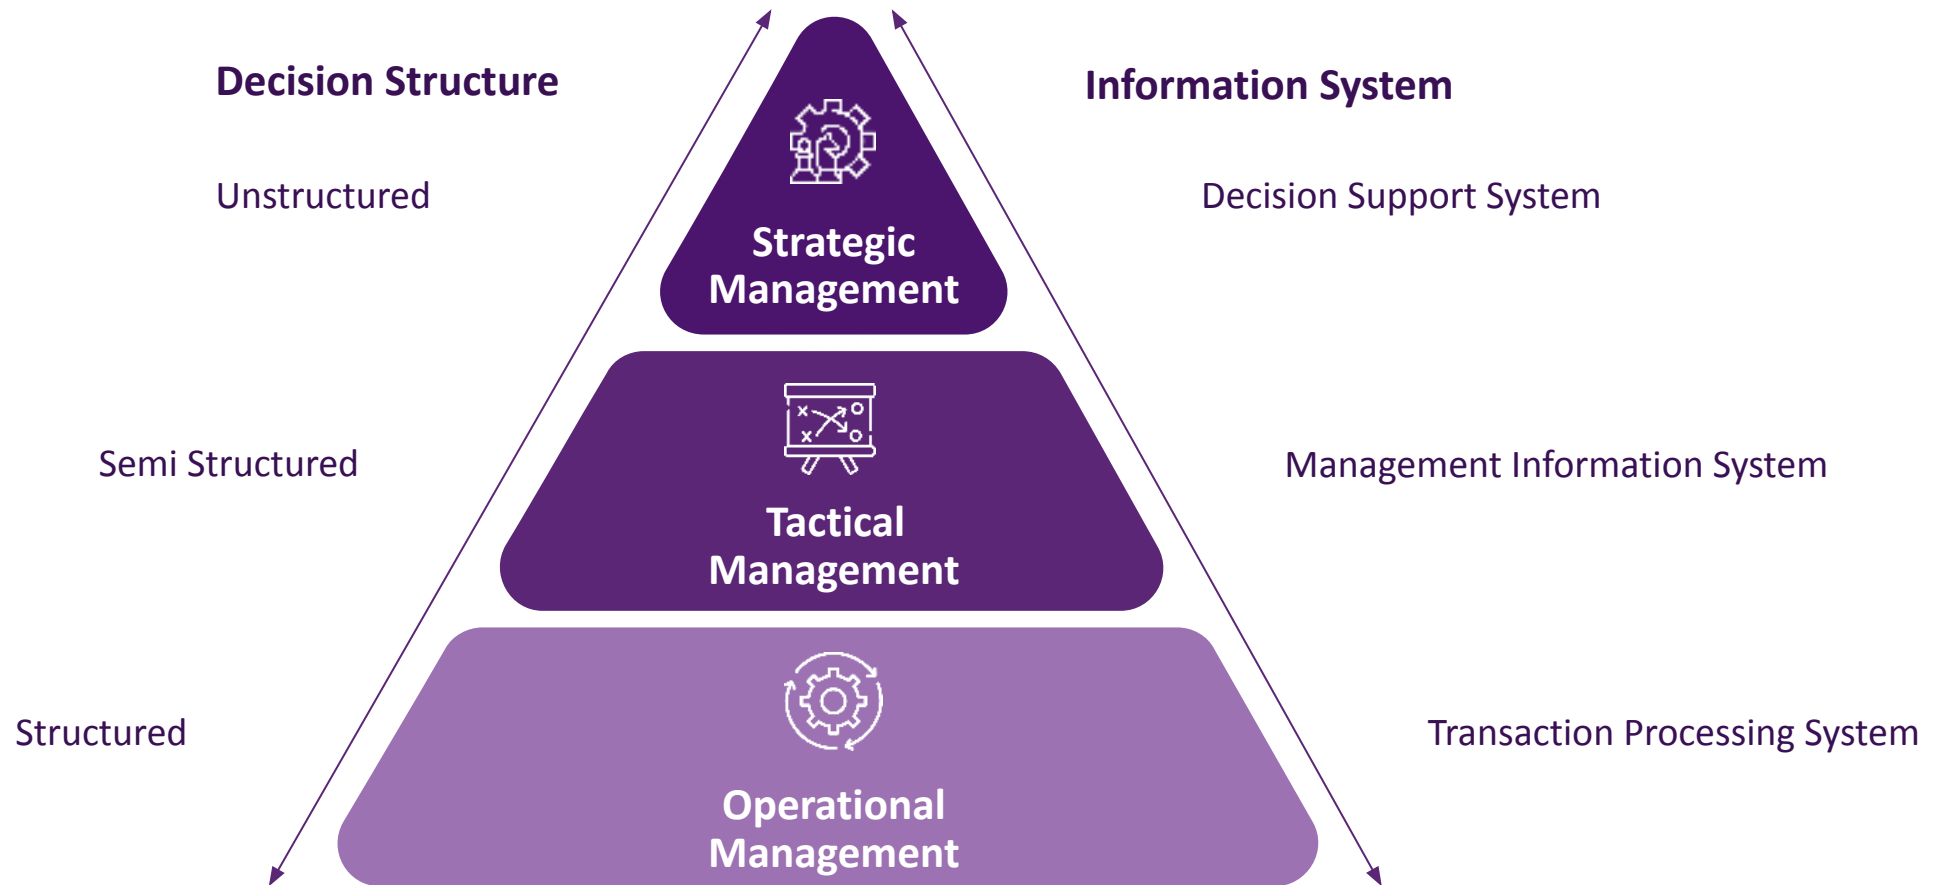 Decision Structure
Information System
Unstructured
Decision Support System
Strategic
Management
Semi Structured
Management Information System
Tactical
Management
Structured
Transaction Processing System
Operational
Management